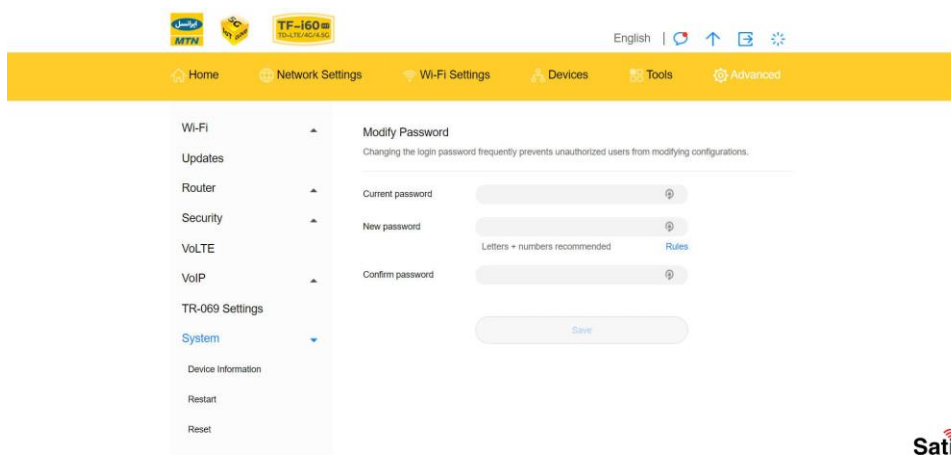 ایرانسل
MTN
5G
TF-i60
TD-LTE/4G/4.5G
English |
Home Network Settings Wi-Fi Settings Devices Tools Advanced
Wi-Fi
Updates
Router
Security
VoLTE
VoIP
TR-069 Settings
System
Device Information
Restart
Reset
Modify Password
Changing the login password frequently prevents unauthorized users from modifying configurations.
Current password
New password
Letters + numbers recommended Rules
Confirm password
Save
Sati